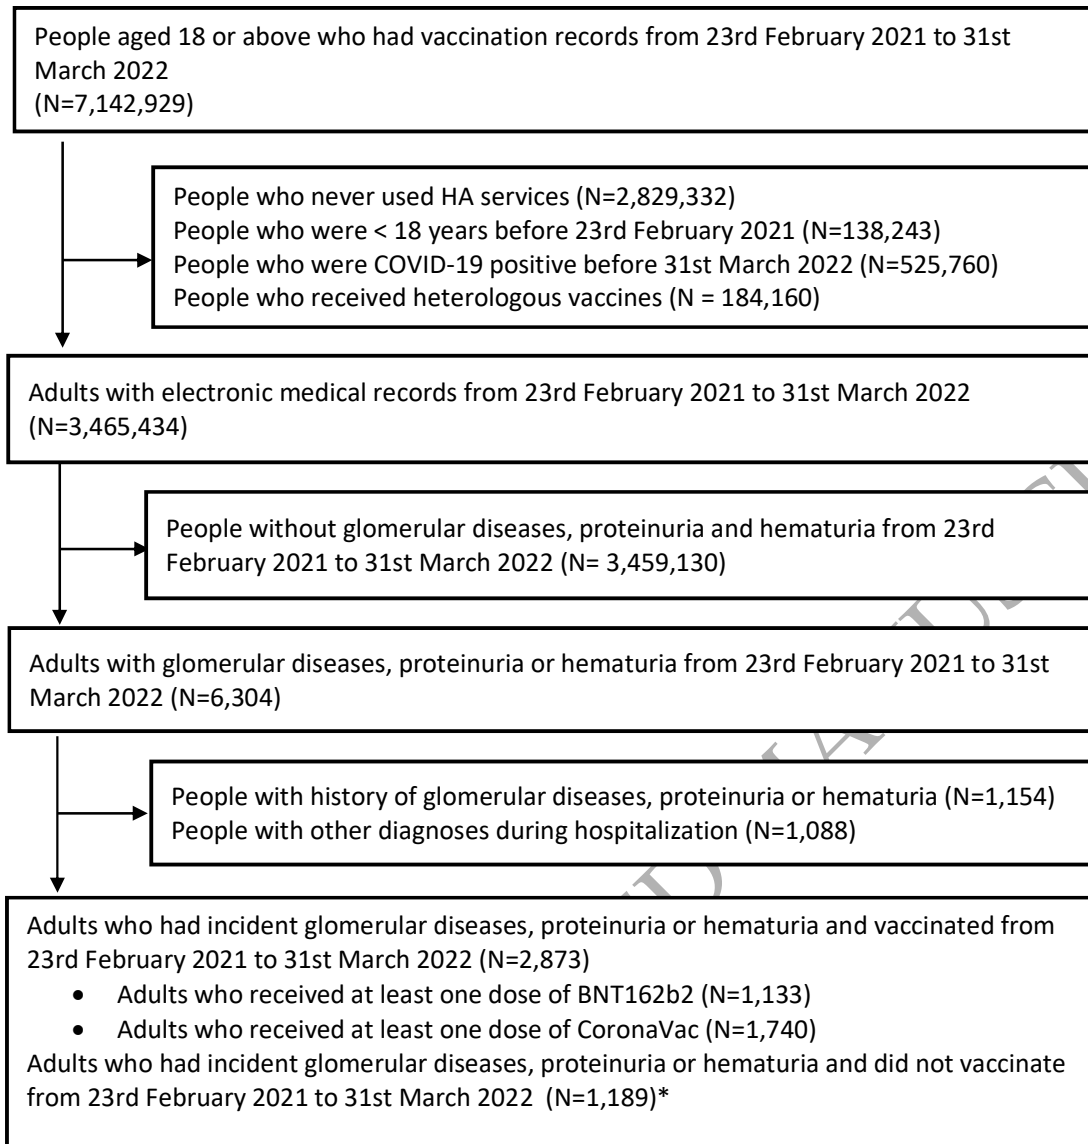 People aged 18 or above who had vaccination records from 23rd February 2021 to 31st
March 2022
(N=7,142,929)
People who never used HA services (N=2,829,332)
People who were < 18 years before 23rd February 2021 (N=138,243)
People who were COVID-19 positive before 31st March 2022 (N=525,760)
People who received heterologous vaccines (N = 184,160)
Adults with electronic medical records from 23rd February 2021 to 31st March 2022
(N=3,465,434)
People without glomerular diseases, proteinuria and hematuria from 23rd
February 2021 to 31st March 2022 (N= 3,459,130)
Adults with glomerular diseases, proteinuria or hematuria from 23rd February 2021 to 31st
March 2022 (N=6,304)
People with history of glomerular diseases, proteinuria or hematuria (N=1,154)
People with other diagnoses during hospitalization (N=1,088)
Adults who had incident glomerular diseases, proteinuria or hematuria and vaccinated from
23rd February 2021 to 31st March 2022 (N=2,873)
• Adults who received at least one dose of BNT162b2 (N=1,133)
• Adults who received at least one dose of CoronaVac (N=1,740)
Adults who had incident glomerular diseases, proteinuria or hematuria and did not vaccinate
from 23rd February 2021 to 31st March 2022  (N=1,189)*